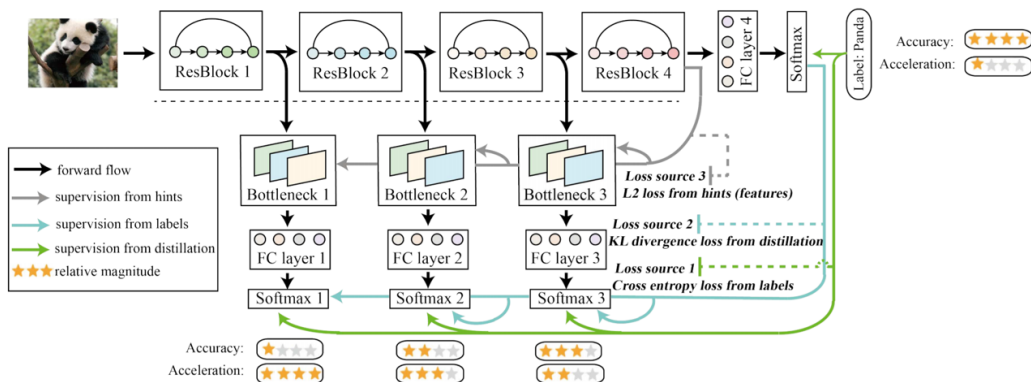 ResBlock 1
ResBlock 2
ResBlock 3
ResBlock 4
FC layer 4
Softmax
Label: Panda
Accuracy:
Acceleration:
Bottleneck 1
Bottleneck 2
Bottleneck 3
Loss source 3
L2 loss from hints (features)
forward flow
supervision from hints
supervision from labels
supervision from distillation
relative magnitude
Loss source 2
KL divergence loss from distillation
FC layer 1
FC layer 2
FC layer 3
Loss source 1
Cross entropy loss from labels
Softmax 1
Softmax 2
Softmax 3
Accuracy:
Acceleration: